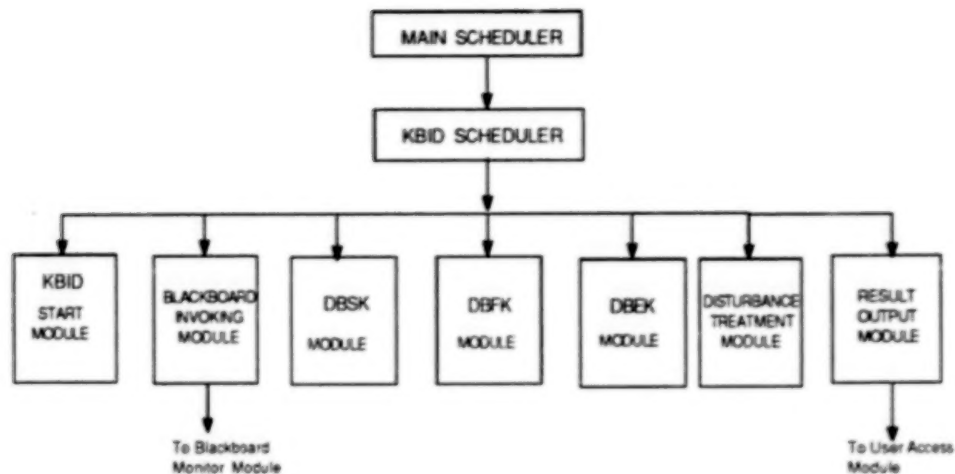 MAIN SCHEDULER
KBID SCHEDULER
KBID
START
MODULE
BLACKBOARD
INVOKING
MODULE
DBSK
MODULE
DBFK
MODULE
DBEK
MODULE
DISTURBANCE
TREATMENT
MODULE
RESULT
OUTPUT
MODULE
To Blackboard
Monitor Module
To User Access
Module